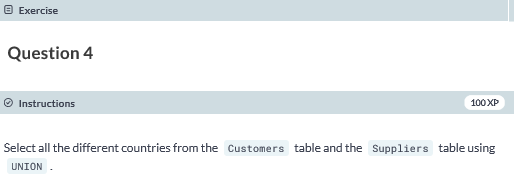 Exercise
Question 4
Instructions
100 XP
Select all the different countries from the Customers table and the Suppliers table using
UNION .